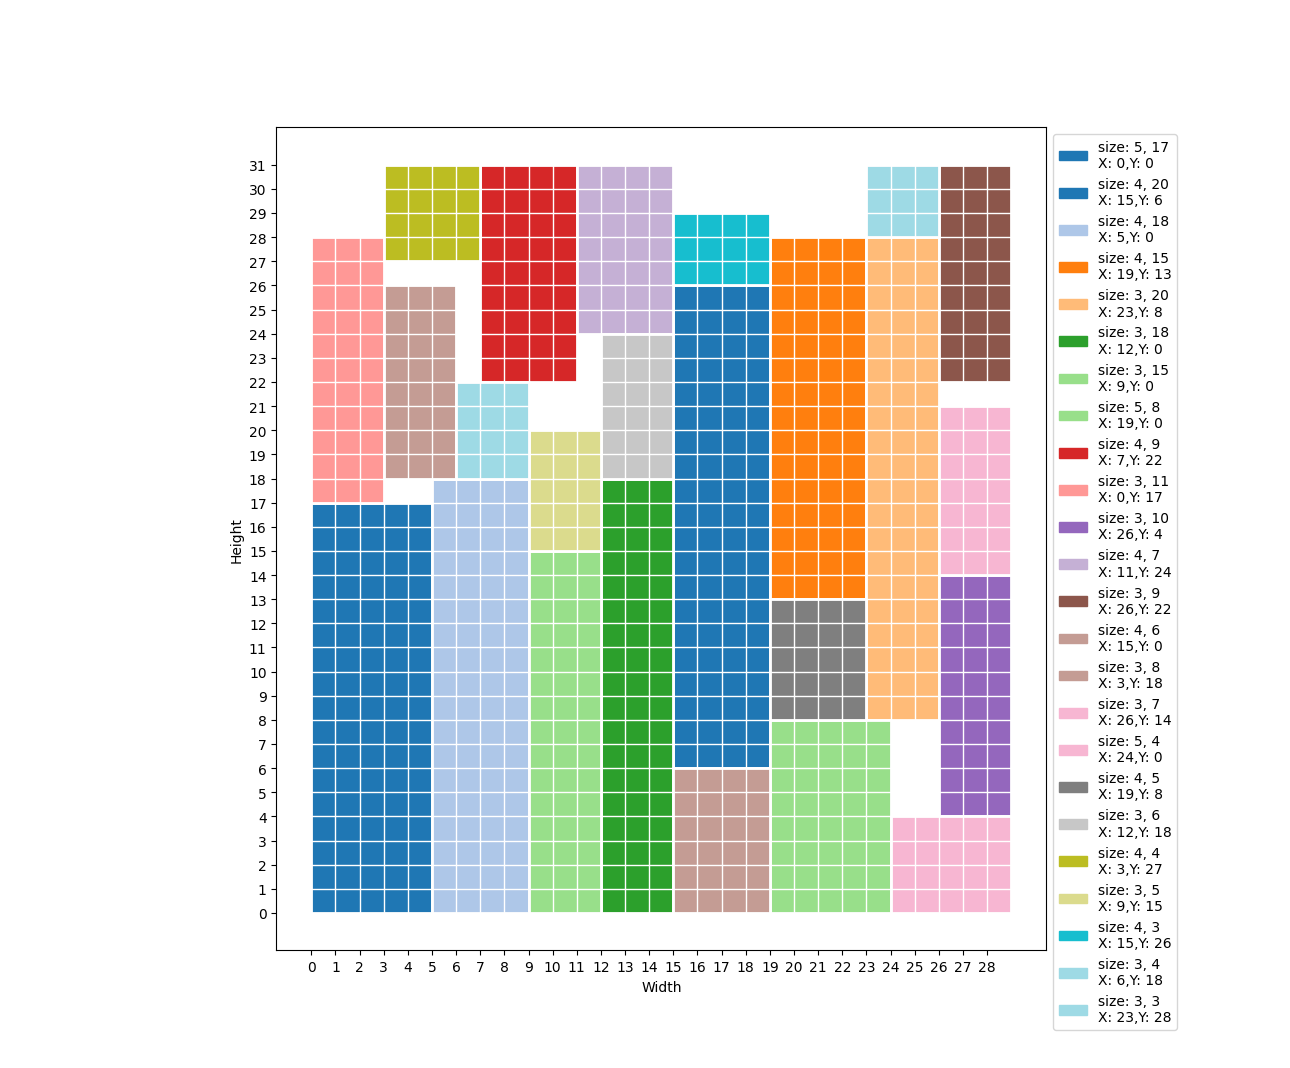 31
30
29
28
27
26
25
24
23
22
21
20
19
18
17
16
15
14
13
12
11
10
9
8
7
6
5
4
3
2
1
0
Height
0 1 2 3 4 5 6 7 8 9 10 11 12 13 14 15 16 17 18 19 20 21 22 23 24 25 26 27 28
Width
size: 5, 17
X: 0,Y: 0
size: 4, 20
X: 15,Y: 6
size: 4, 18
X: 5,Y: 0
size: 4, 15
X: 19,Y: 13
size: 3, 20
X: 23,Y: 8
size: 3, 18
X: 12,Y: 0
size: 3, 15
X: 9,Y: 0
size: 5, 8
X: 19,Y: 0
size: 4, 9
X: 7,Y: 22
size: 3, 11
X: 0,Y: 17
size: 3, 10
X: 26,Y: 4
size: 4, 7
X: 11,Y: 24
size: 3, 9
X: 26,Y: 22
size: 4, 6
X: 15,Y: 0
size: 3, 8
X: 3,Y: 18
size: 3, 7
X: 26,Y: 14
size: 5, 4
X: 24,Y: 0
size: 4, 5
X: 19,Y: 8
size: 3, 6
X: 12,Y: 18
size: 4, 4
X: 3,Y: 27
size: 3, 5
X: 9,Y: 15
size: 4, 3
X: 15,Y: 26
size: 3, 4
X: 6,Y: 18
size: 3, 3
X: 23,Y: 28